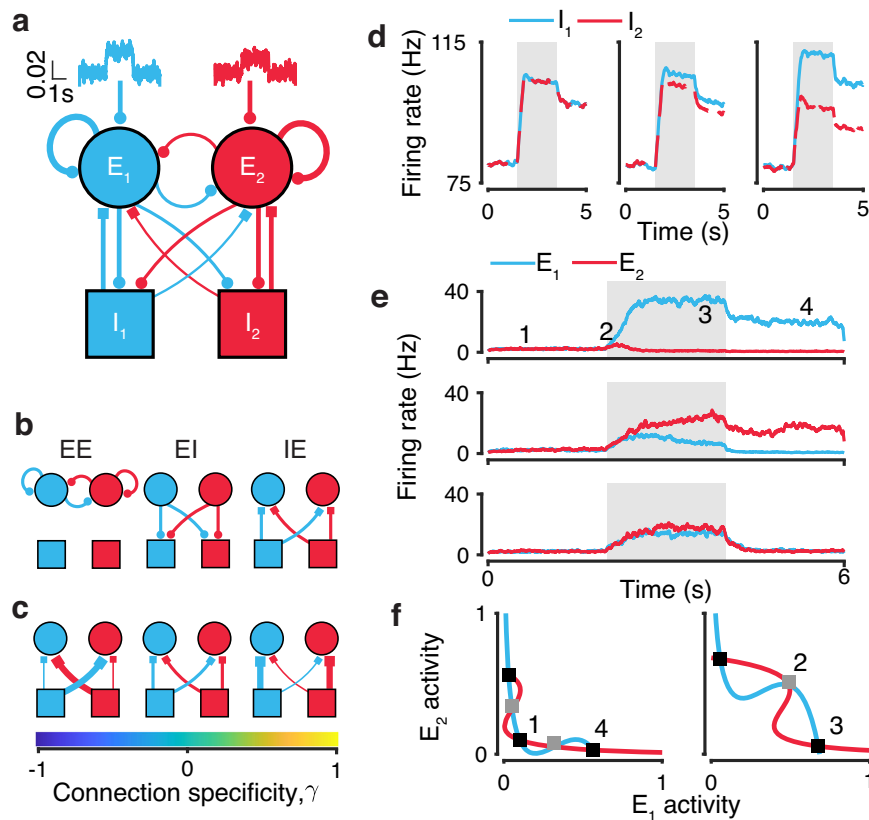 a
0.02
1s
E1
E2
I1
I2
b
EE
EI
IE
c
-1
0
1
Connection specificity, γ
d
I1
I2
115
75
Firing rate (Hz)
0
5
0
5
0
5
Time (s)
e
E1
E2
40
0
1
2
3
4
40
0
40
0
Firing rate (Hz)
0
6
Time (s)
f
1
0
E2 activity
1
4
0
1
2
3
0
1
E1 activity